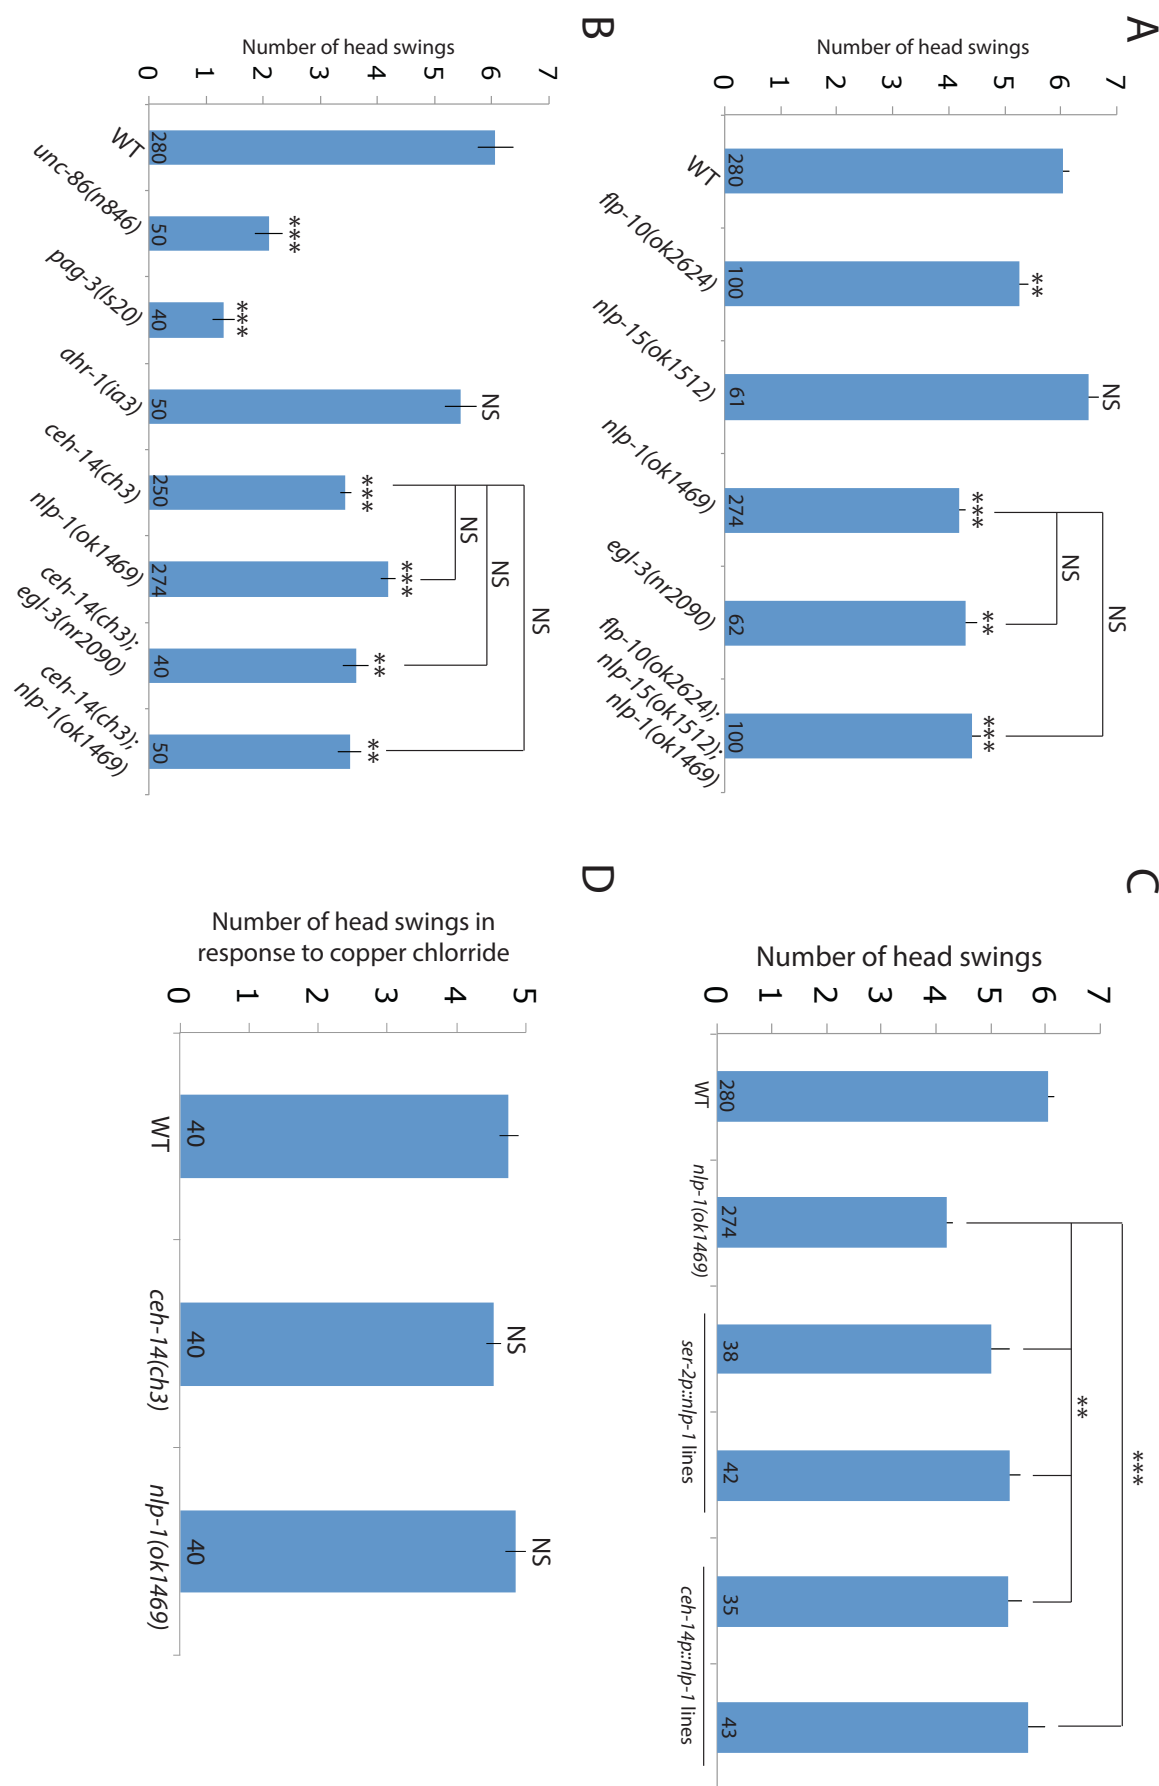 A
Number of head swings
7
6
5
4
3
2
1
0
**
NS
***
**
***
NS
NS
280
100
61
274
62
100
WT
flp-10(ok2624)
nlp-15(ok1512)
nlp-1(ok1469)
egl-3(nr2090)
flp-10(ok2624);
nlp-15(ok1512);
nlp-1(ok1469)
B
Number of head swings
7
6
5
4
3
2
1
0
***
***
NS
***
***
**
**
NS
NS
NS
280
50
40
50
250
274
40
50
WT
unc-86(n846)
pag-3(ls20)
ahr-1(ia3)
ceh-14(ch3)
nlp-1(ok1469)
ceh-14(ch3);
egl-3(nr2090)
ceh-14(ch3);
nlp-1(ok1469)
C
Number of head swings
7
6
5
4
3
2
1
0
***
**
280
274
38
42
35
43
WT
nlp-1(ok1469)
ser-2p::nlp-1 lines
ceh-14p::nlp-1 lines
D
Number of head swings in
response to copper chlorride
5
4
3
2
1
0
NS
NS
40
40
40
WT
ceh-14(ch3)
nlp-1(ok1469)